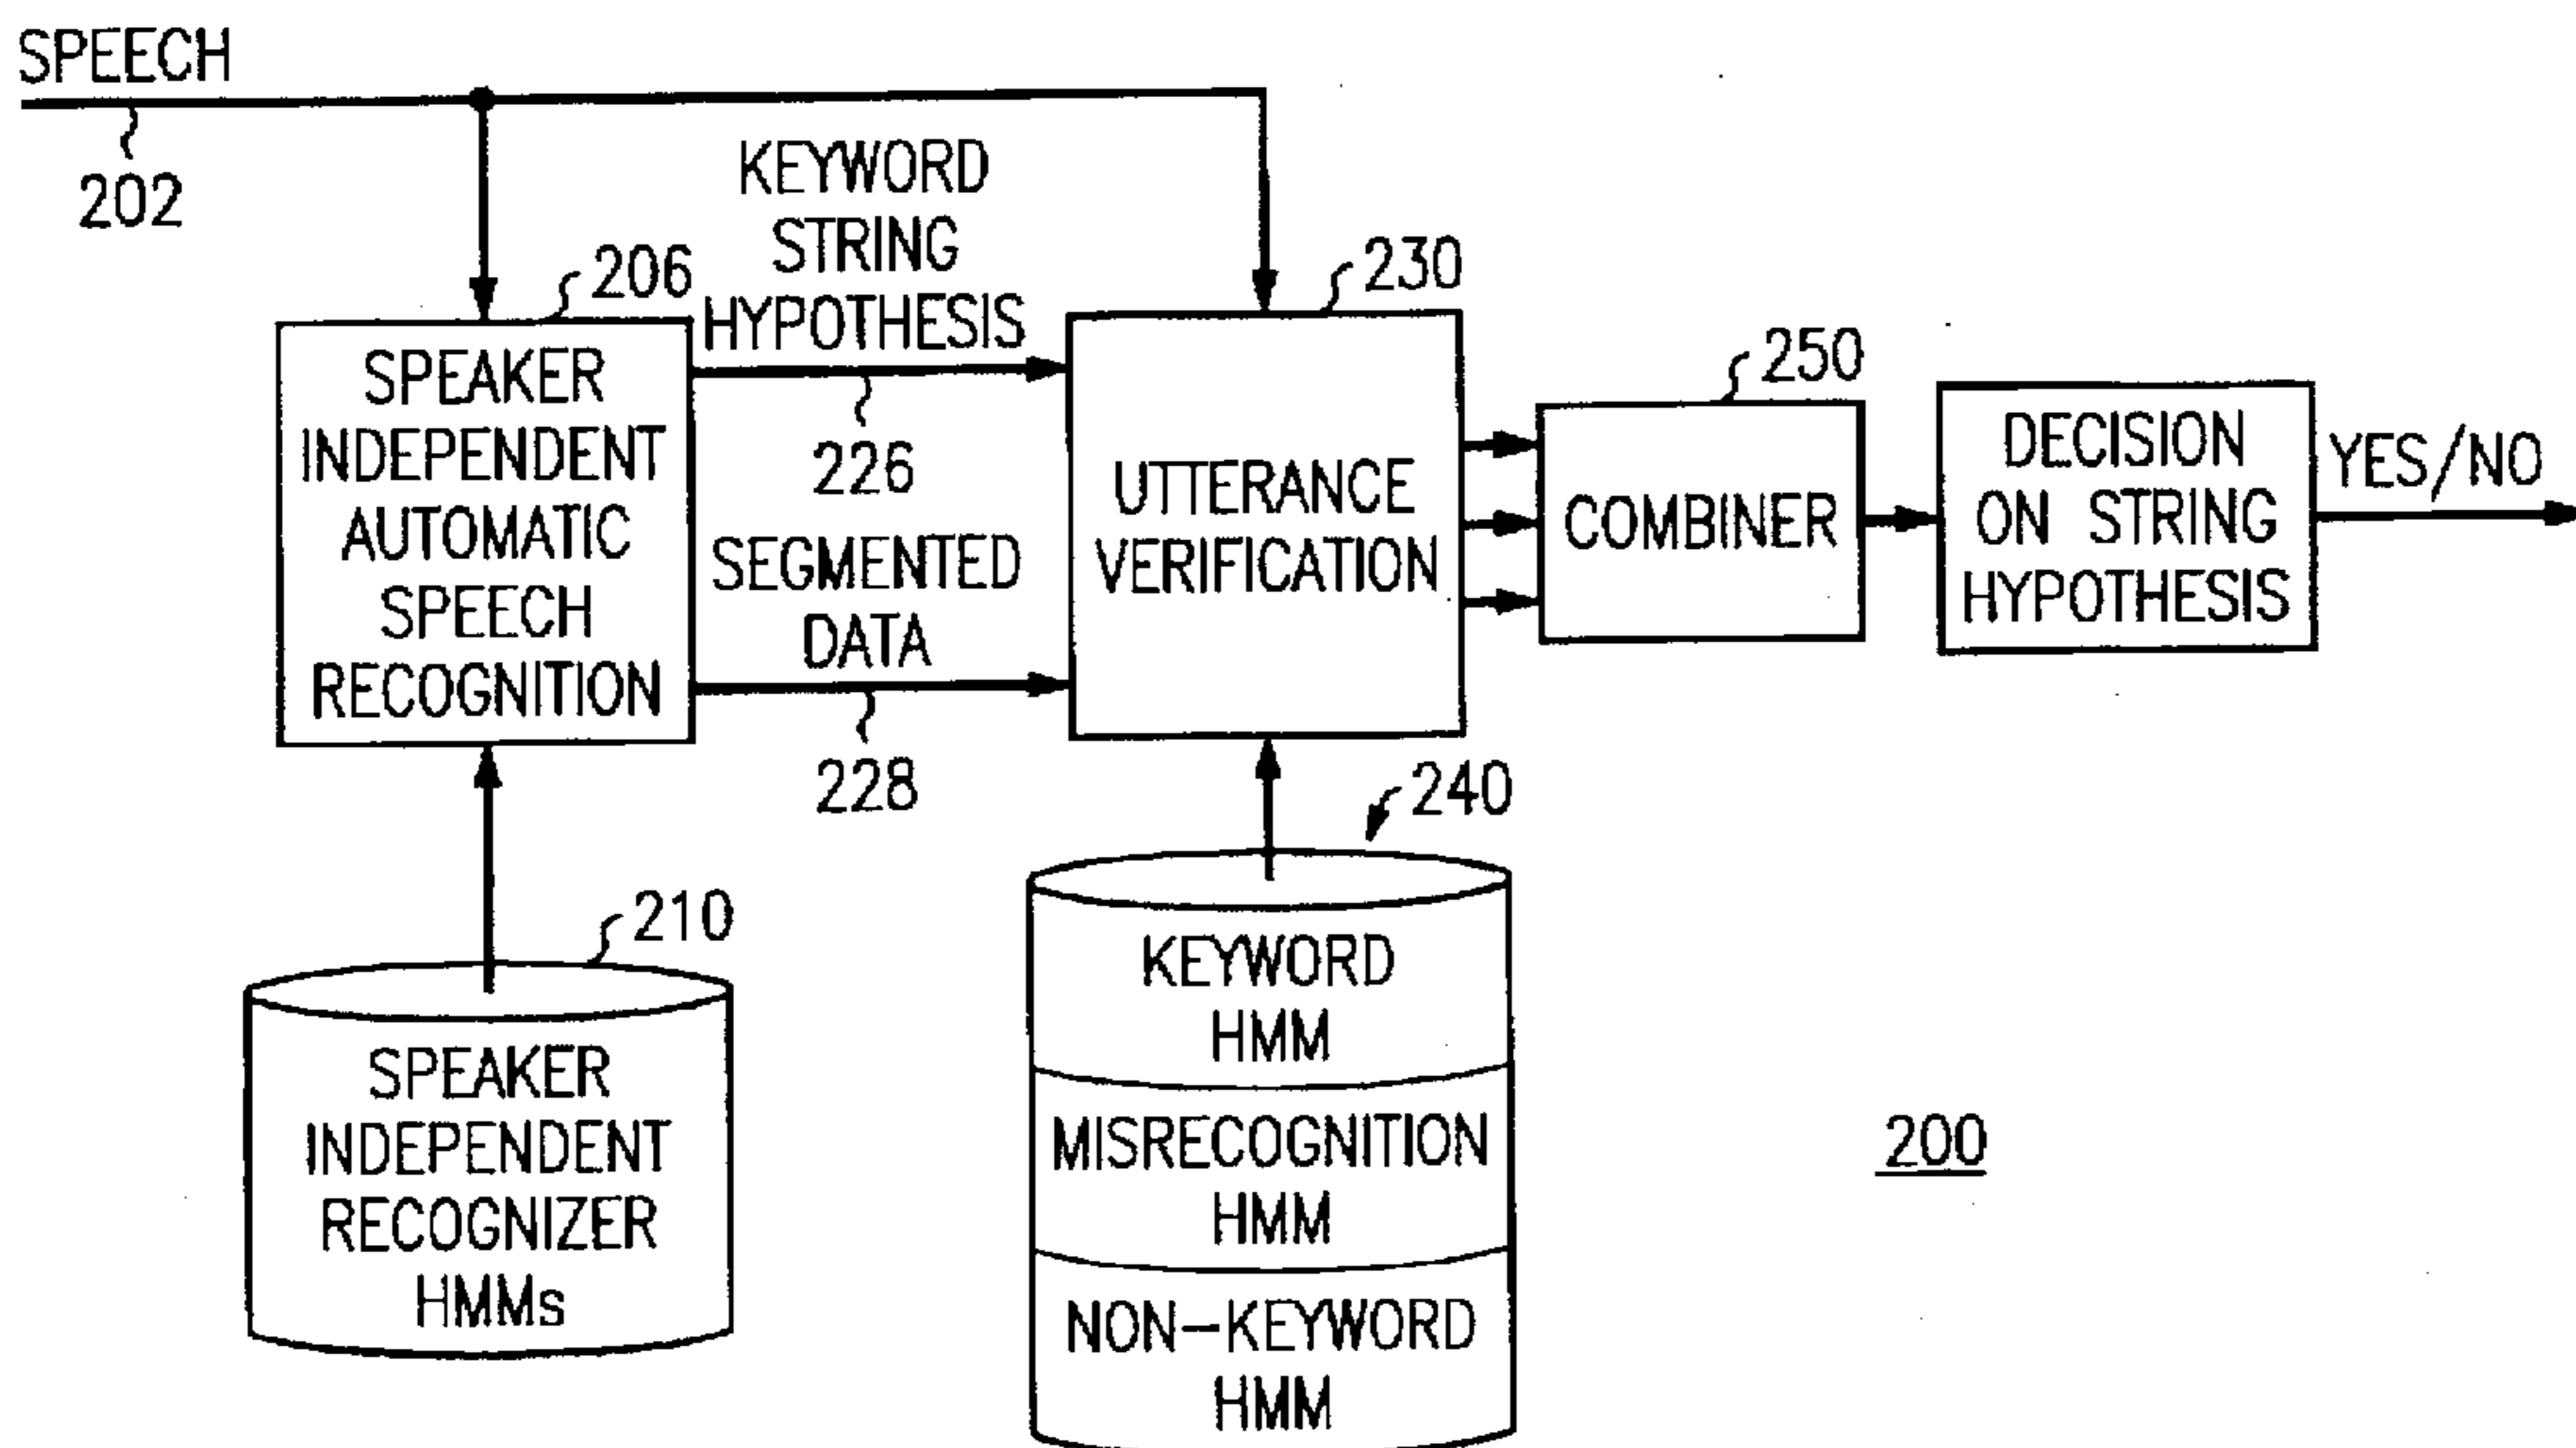 SPEECH
202
KEYWORD
STRING
HYPOTHESIS
206
230
SPEAKER
INDEPENDENT
AUTOMATIC
SPEECH
RECOGNITION
226
SEGMENTED
DATA
228
UTTERANCE
VERIFICATION
250
COMBINER
DECISION
ON STRING
HYPOTHESIS
YES/NO
210
SPEAKER
INDEPENDENT
RECOGNIZER
HMMs
240
KEYWORD
HMM
MISRECOGNITION
HMM
NON-KEYWORD
HMM
200